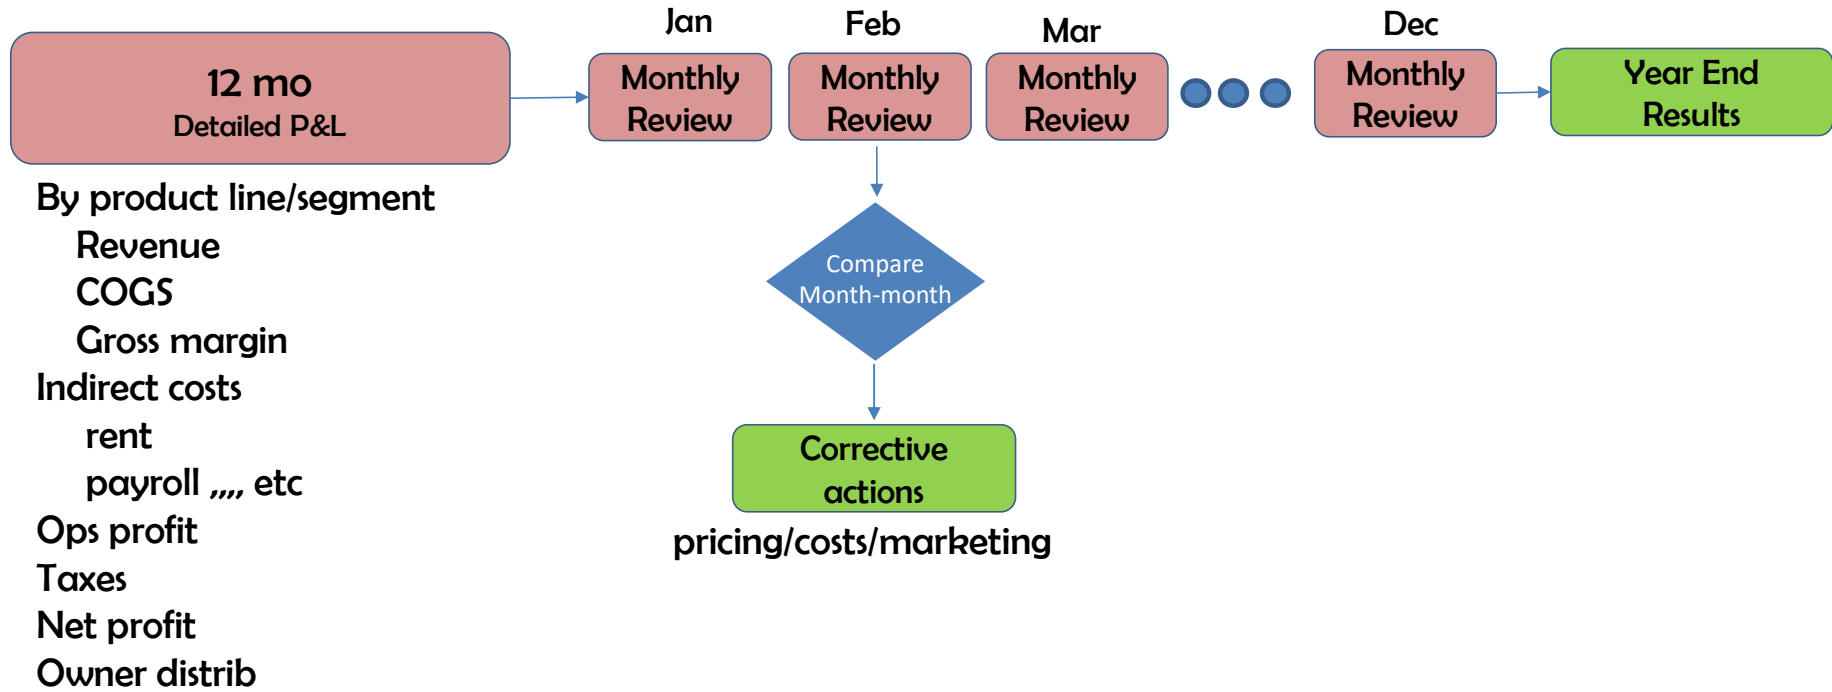 12 mo
Detailed P&L
By product line/segment
Revenue
COGS
Gross margin
Indirect costs
rent
payroll ,,,, etc
Ops profit
Taxes
Net profit
Owner distrib
Jan
Monthly
Review
Feb
Monthly
Review
Mar
Monthly
Review
Dec
Monthly
Review
Year End
Results
Compare
Month-month
Corrective
actions
pricing/costs/marketing